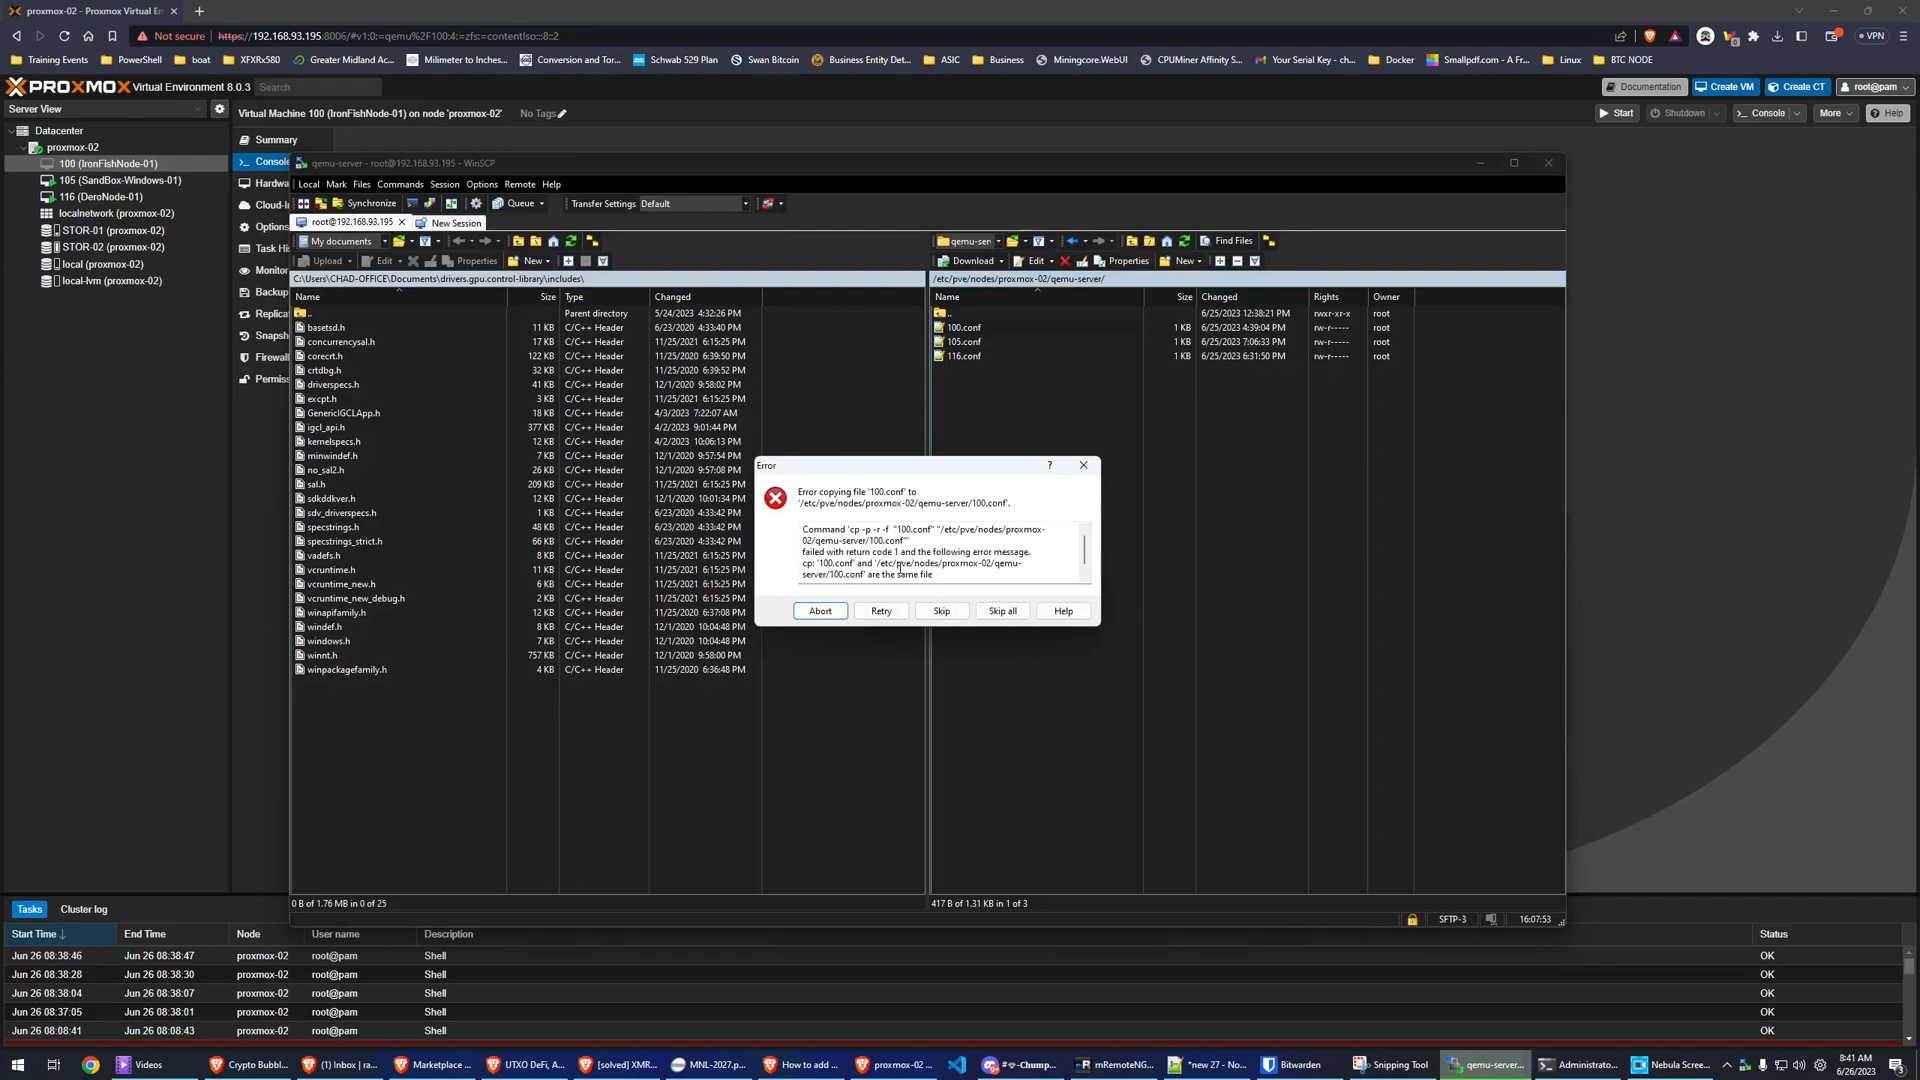 proxmox-02 - Proxmox Virtual En
Not secure
https://192.168.93.195:8006/#v1:0:=qemu%2F100:4:=zfs:=contentIso:::8::2
VPN
Training Events
PowerShell
boat
XFXRx580
Greater Midland Ac...
Milimeter to Inches...
Conversion and Tor...
Schwab 529 Plan
Swan Bitcoin
Business Entity Det...
ASIC
Business
Miningcore.WebUI
CPUMiner Affinity S...
Your Serial Key - ch...
Docker
Smallpdf.com - A Fr...
Linux
BTC NODE
PROXMOX Virtual Environment 8.0.3
Search
Documentation
Create VM
Create CT
root@pam
Server View
Virtual Machine 100 (IronFishNode-01) on node 'proxmox-02'
No Tags
Start
Shutdown
Console
More
Help
Datacenter
proxmox-02
100 (IronFishNode-01)
105 (SandBox-Windows-01)
116 (DeroNode-01)
localnetwork (proxmox-02)
STOR-01 (proxmox-02)
STOR-02 (proxmox-02)
local (proxmox-02)
local-lvm (proxmox-02)
Summary
Console
Hardwa
Cloud-I
Options
Task Hi
Monitor
Backup
Replica
Snapsh
Firewall
Permiss
qemu-server - root@192.168.93.195 - WinSCP
Local Mark Files Commands Session Options Remote Help
Synchronize
Queue
Transfer Settings Default
root@192.168.93.195
New Session
My documents
qemu-ser
Find Files
Upload
Edit
Properties
New
Download
Edit
Properties
New
C:\Users\CHAD-OFFICE\Documents\drivers.gpu.control-library\includes\
/etc/pve/nodes/proxmox-02/qemu-server/
Name Size Type Changed
.. Parent directory 5/24/2023 4:32:26 PM
basetsd.h 11 KB C/C++ Header 6/23/2020 4:33:40 PM
concurrencysal.h 17 KB C/C++ Header 11/25/2021 6:15:25 PM
corecrt.h 122 KB C/C++ Header 11/25/2020 6:39:50 PM
crtdbg.h 32 KB C/C++ Header 11/25/2020 6:39:52 PM
driverspecs.h 41 KB C/C++ Header 12/1/2020 9:58:02 PM
excpt.h 3 KB C/C++ Header 11/25/2021 6:15:25 PM
GenericIGCLApp.h 18 KB C/C++ Header 4/3/2023 7:22:07 AM
igcl_api.h 377 KB C/C++ Header 4/2/2023 9:01:44 PM
kernelspecs.h 12 KB C/C++ Header 4/2/2023 10:06:13 PM
minwindef.h 7 KB C/C++ Header 12/1/2020 9:57:54 PM
no_sal2.h 26 KB C/C++ Header 12/1/2020 9:57:08 PM
sal.h 209 KB C/C++ Header 11/25/2021 6:15:25 PM
sdkddkver.h 12 KB C/C++ Header 12/1/2020 10:01:34 PM
sdv_driverspecs.h 1 KB C/C++ Header 6/23/2020 4:33:42 PM
specstrings.h 48 KB C/C++ Header 6/23/2020 4:33:42 PM
specstrings_strict.h 66 KB C/C++ Header 6/23/2020 4:33:42 PM
vadefs.h 8 KB C/C++ Header 11/25/2021 6:15:25 PM
vcruntime.h 11 KB C/C++ Header 11/25/2021 6:15:25 PM
vcruntime_new.h 6 KB C/C++ Header 11/25/2021 6:15:25 PM
vcruntime_new_debug.h 2 KB C/C++ Header 11/25/2021 6:15:25 PM
winapifamily.h 12 KB C/C++ Header 11/25/2020 6:37:08 PM
windef.h 8 KB C/C++ Header 12/1/2020 10:04:48 PM
windows.h 7 KB C/C++ Header 12/1/2020 10:04:48 PM
winnt.h 757 KB C/C++ Header 12/1/2020 9:58:00 PM
winpackagefamily.h 4 KB C/C++ Header 11/25/2020 6:36:48 PM
Name Size Changed Rights Owner
.. 6/25/2023 12:38:21 PM rwxr-xr-x root
100.conf 1 KB 6/25/2023 4:39:04 PM rw-r----- root
105.conf 1 KB 6/25/2023 7:06:33 PM rw-r----- root
116.conf 1 KB 6/25/2023 6:31:50 PM rw-r----- root
Error
?
Error copying file '100.conf' to
'/etc/pve/nodes/proxmox-02/qemu-server/100.conf'.
Command 'cp -p -r -f "100.conf" "/etc/pve/nodes/proxmox-
02/qemu-server/100.conf"'
failed with return code 1 and the following error message.
cp: '100.conf' and '/etc/pve/nodes/proxmox-02/qemu-
server/100.conf' are the same file
Abort
Retry
Skip
Skip all
Help
0 B of 1.76 MB in 0 of 25
417 B of 1.31 KB in 1 of 3
SFTP-3
16:07:53
Tasks
Cluster log
Start Time End Time Node User name Description Status
Jun 26 08:38:46 Jun 26 08:38:47 proxmox-02 root@pam Shell OK
Jun 26 08:38:28 Jun 26 08:38:30 proxmox-02 root@pam Shell OK
Jun 26 08:38:04 Jun 26 08:38:07 proxmox-02 root@pam Shell OK
Jun 26 08:37:05 Jun 26 08:38:01 proxmox-02 root@pam Shell OK
Jun 26 08:08:41 Jun 26 08:08:43 proxmox-02 root@pam Shell OK
Videos
Crypto Bubbl...
(1) Inbox | ra...
Marketplace ...
UTXO DeFi, A...
[solved] XMR...
MNL-2027.p...
How to add ...
proxmox-02 ...
mRemoteNG...
*new 27 - No...
Bitwarden
Snipping Tool
qemu-server...
Administrato...
Nebula Scree...
8:41 AM
6/26/2023